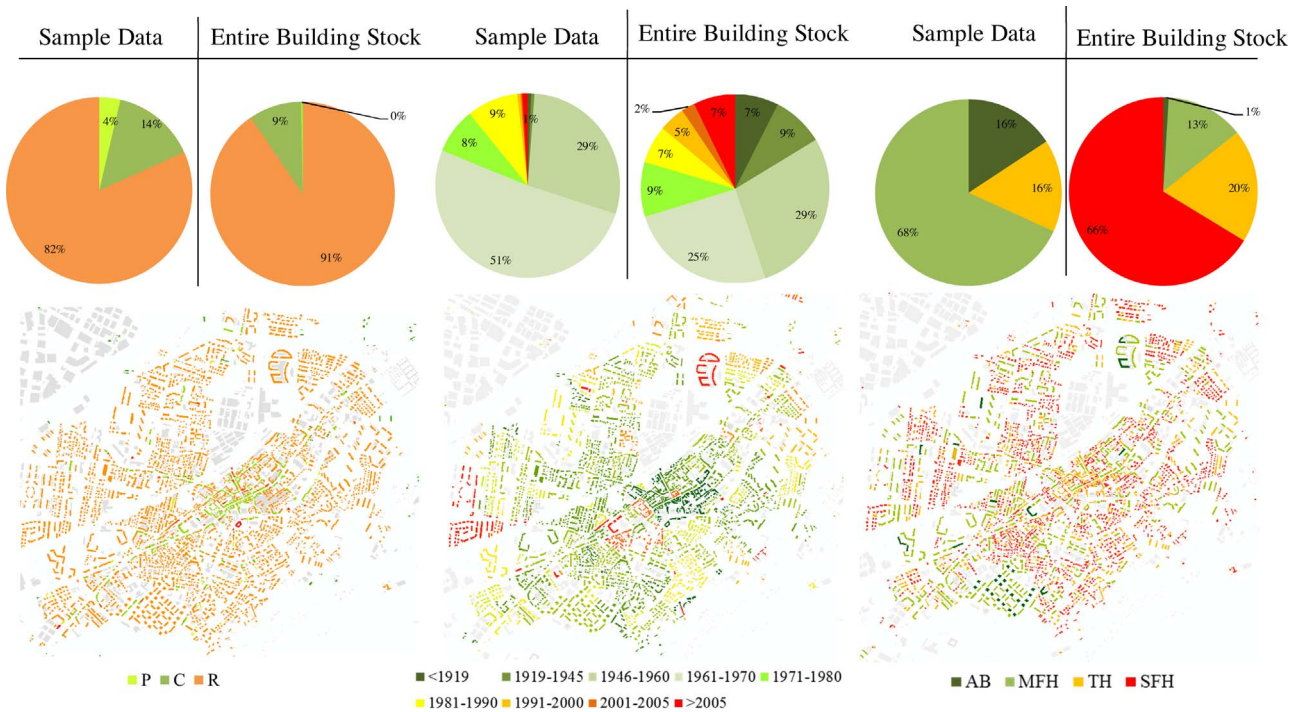 Sample Data Entire Building Stock Sample Data Entire Building Stock Sample Data Entire Building Stock
4% 14% 82%
9% 0% 91%
9% 1% 8% 29% 51%
2% 7% 7% 5% 9% 7% 9% 29% 25%
16% 16% 68%
1% 13% 20% 66%
P C R
<1919 1919-1945 1946-1960 1961-1970 1971-1980
1981-1990 1991-2000 2001-2005 >2005
AB MFH TH SFH